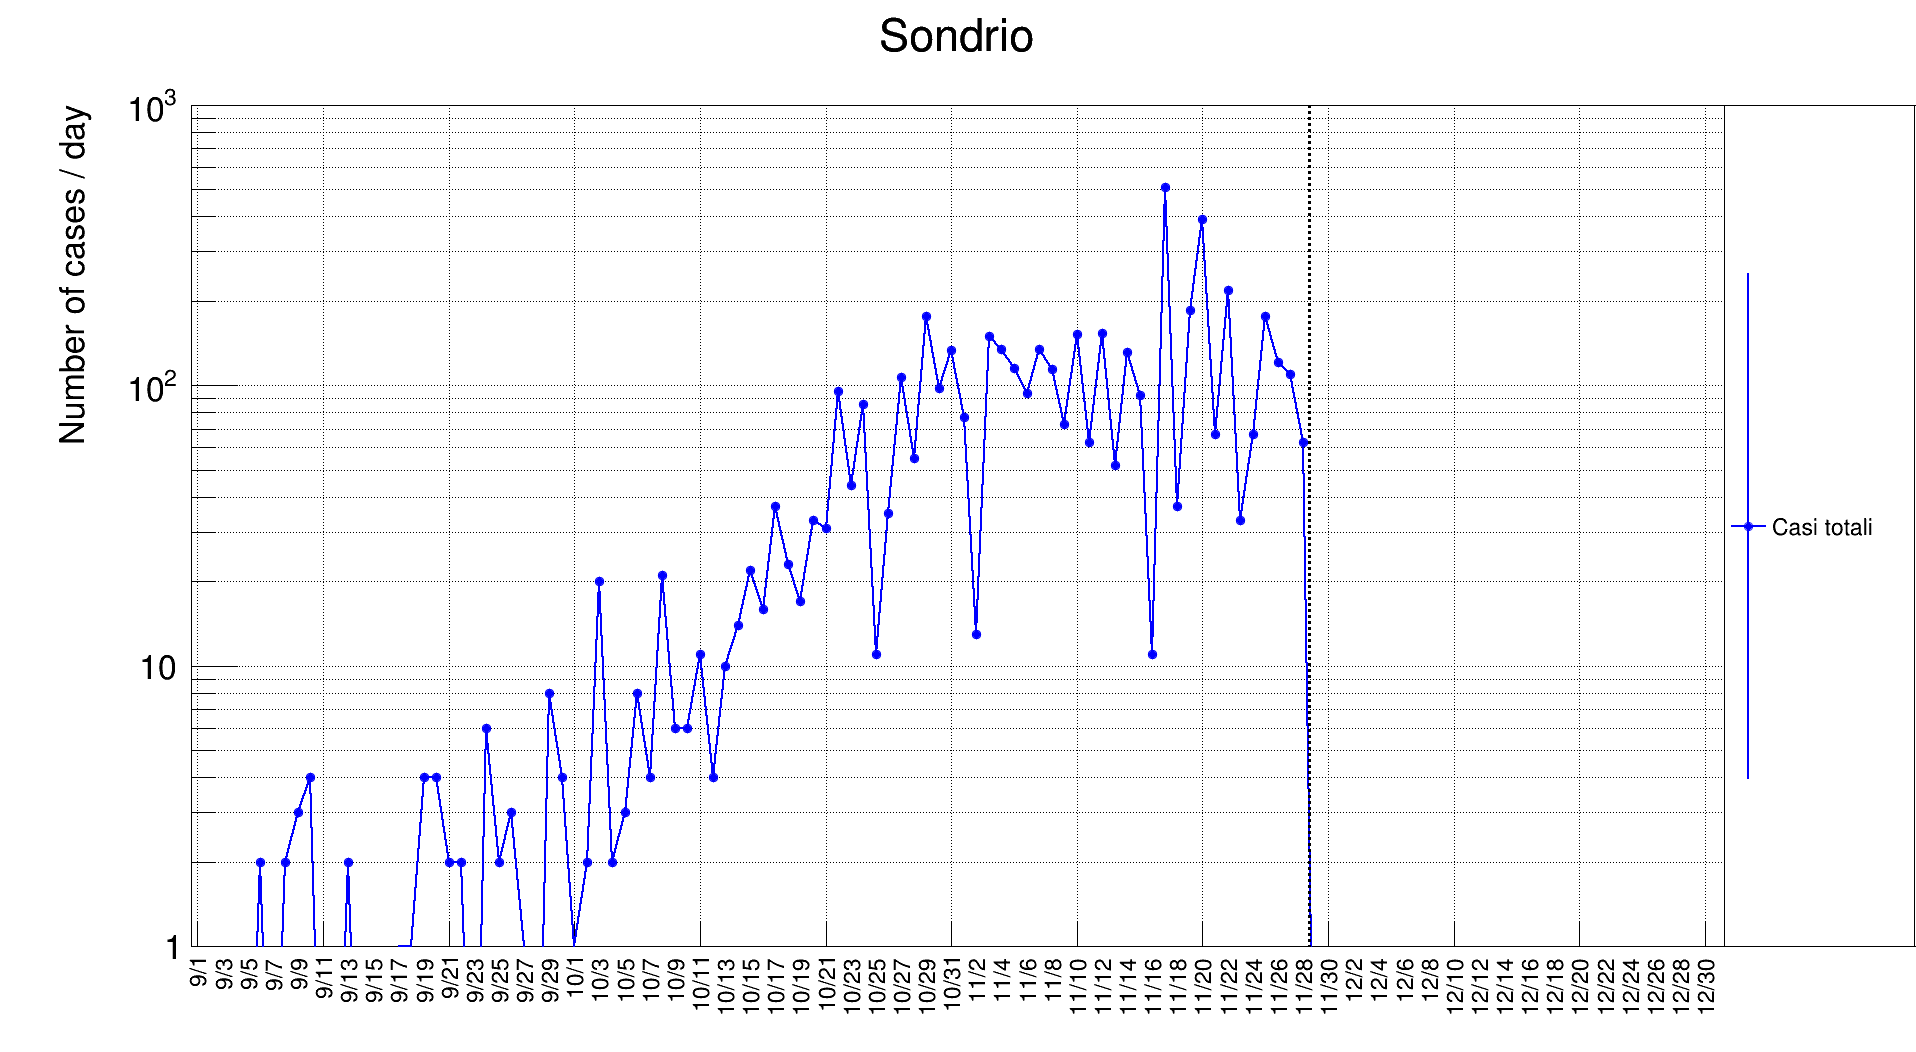 Sondrio
Number of cases / day
10³
10²
10
1
9/1 9/3 9/5 9/7 9/9 9/11 9/13 9/15 9/17 9/19 9/21 9/23 9/25 9/27 9/29 10/1 10/3 10/5 10/7 10/9 10/11 10/13 10/15 10/17 10/19 10/21 10/23 10/25 10/27 10/29 10/31 11/2 11/4 11/6 11/8 11/10 11/12 11/14 11/16 11/18 11/20 11/22 11/24 11/26 11/28 11/30 12/2 12/4 12/6 12/8 12/10 12/12 12/14 12/16 12/18 12/20 12/22 12/24 12/26 12/28 12/30
Casi totali